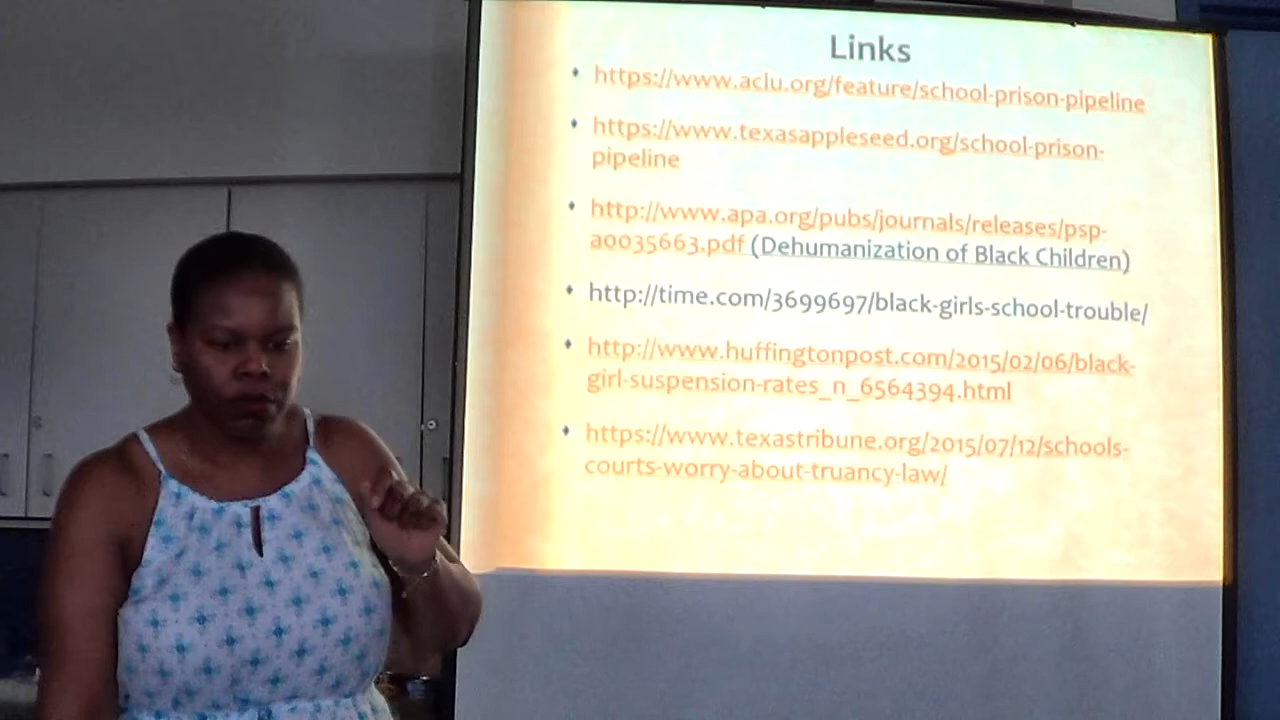 Links
https://www.aclu.org/feature/school-prison-pipeline
https://www.texasappleseed.org/school-prison-
pipeline
http://www.apa.org/pubs/journals/releases/psp-
a0035663.pdf (Dehumanization of Black Children)
http://time.com/3699697/black-girls-school-trouble/
http://www.huffingtonpost.com/2015/02/06/black-
girl-suspension-rates_n_6564394.html
https://www.texastribune.org/2015/07/12/schools-
courts-worry-about-truancy-law/